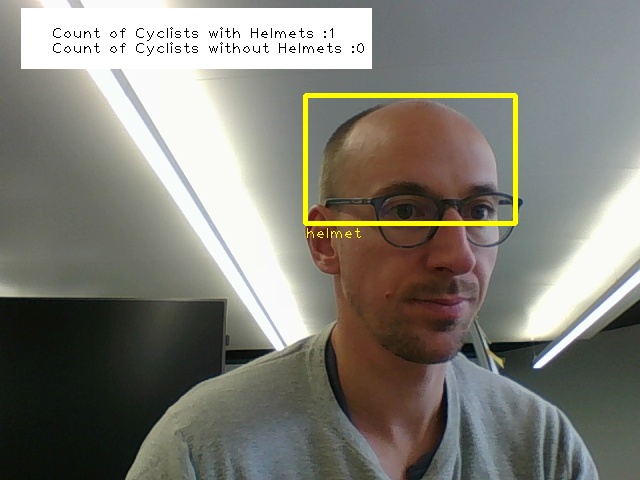 Count of Cyclists with Helmets :1
Count of Cyclists without Helmets :0
helmet